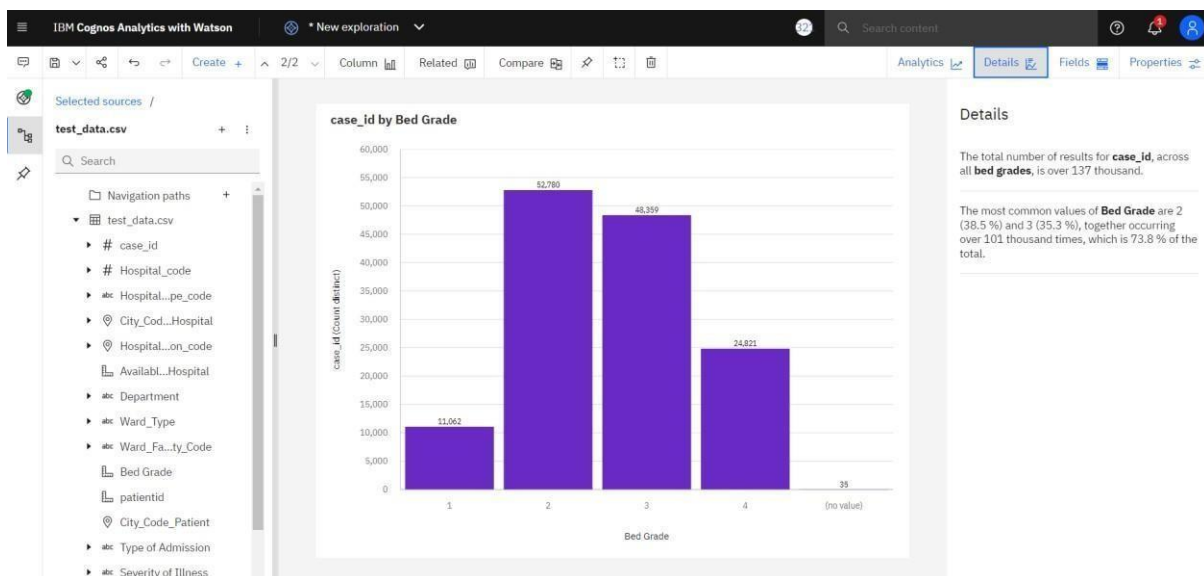 IBM Cognos Analytics with Watson
* New exploration
Search content
Create +
2/2
Column
Related
Compare
Analytics
Details
Fields
Properties
Selected sources /
test_data.csv
Search
Navigation paths
test_data.csv
# case_id
# Hospital_code
abc Hospital...pe_code
City_Cod...Hospital
Hospital...on_code
Availabl...Hospital
abc Department
abc Ward_Type
abc Ward_Fa...ty_Code
Bed Grade
patientid
City_Code_Patient
abc Type of Admission
abc Severity of Illness
case_id by Bed Grade
case_id (Count distinct)
60,000
55,000
50,000
45,000
40,000
35,000
30,000
25,000
20,000
15,000
10,000
5,000
0
11,062
52,780
48,359
24,821
35
1
2
3
4
(no value)
Bed Grade
Details
The total number of results for case_id, across
all bed grades, is over 137 thousand.
The most common values of Bed Grade are 2
(38.5 %) and 3 (35.3 %), together occurring
over 101 thousand times, which is 73.8 % of the
total.